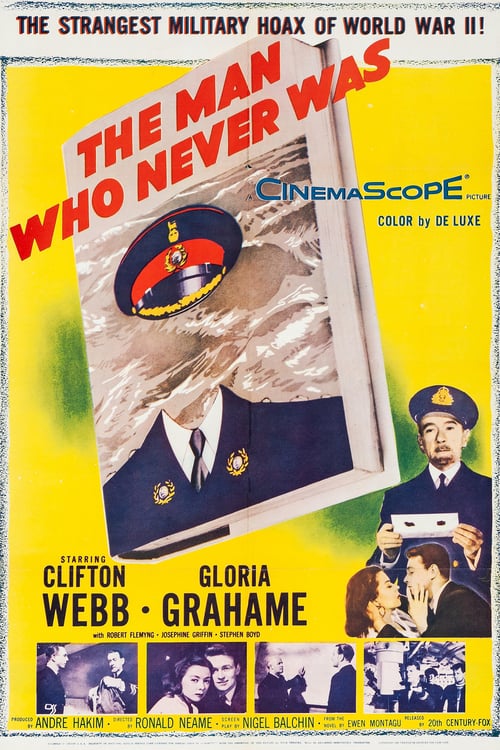 THE STRANGEST MILITARY HOAX OF WORLD WAR II!
THE MAN
WHO NEVER WAS
A CINEMASCOPE® PICTURE
COLOR by DE LUXE
STARRING
CLIFTON WEBB · GLORIA GRAHAME
with ROBERT FLEMYNG · JOSEPHINE GRIFFIN · STEPHEN BOYD
PRODUCED BY ANDRE HAKIM · DIRECTED BY RONALD NEAME · SCREEN PLAY BY NIGEL BALCHIN · FROM THE NOVEL BY EWEN MONTAGU RELEASED BY 20th CENTURY-FOX